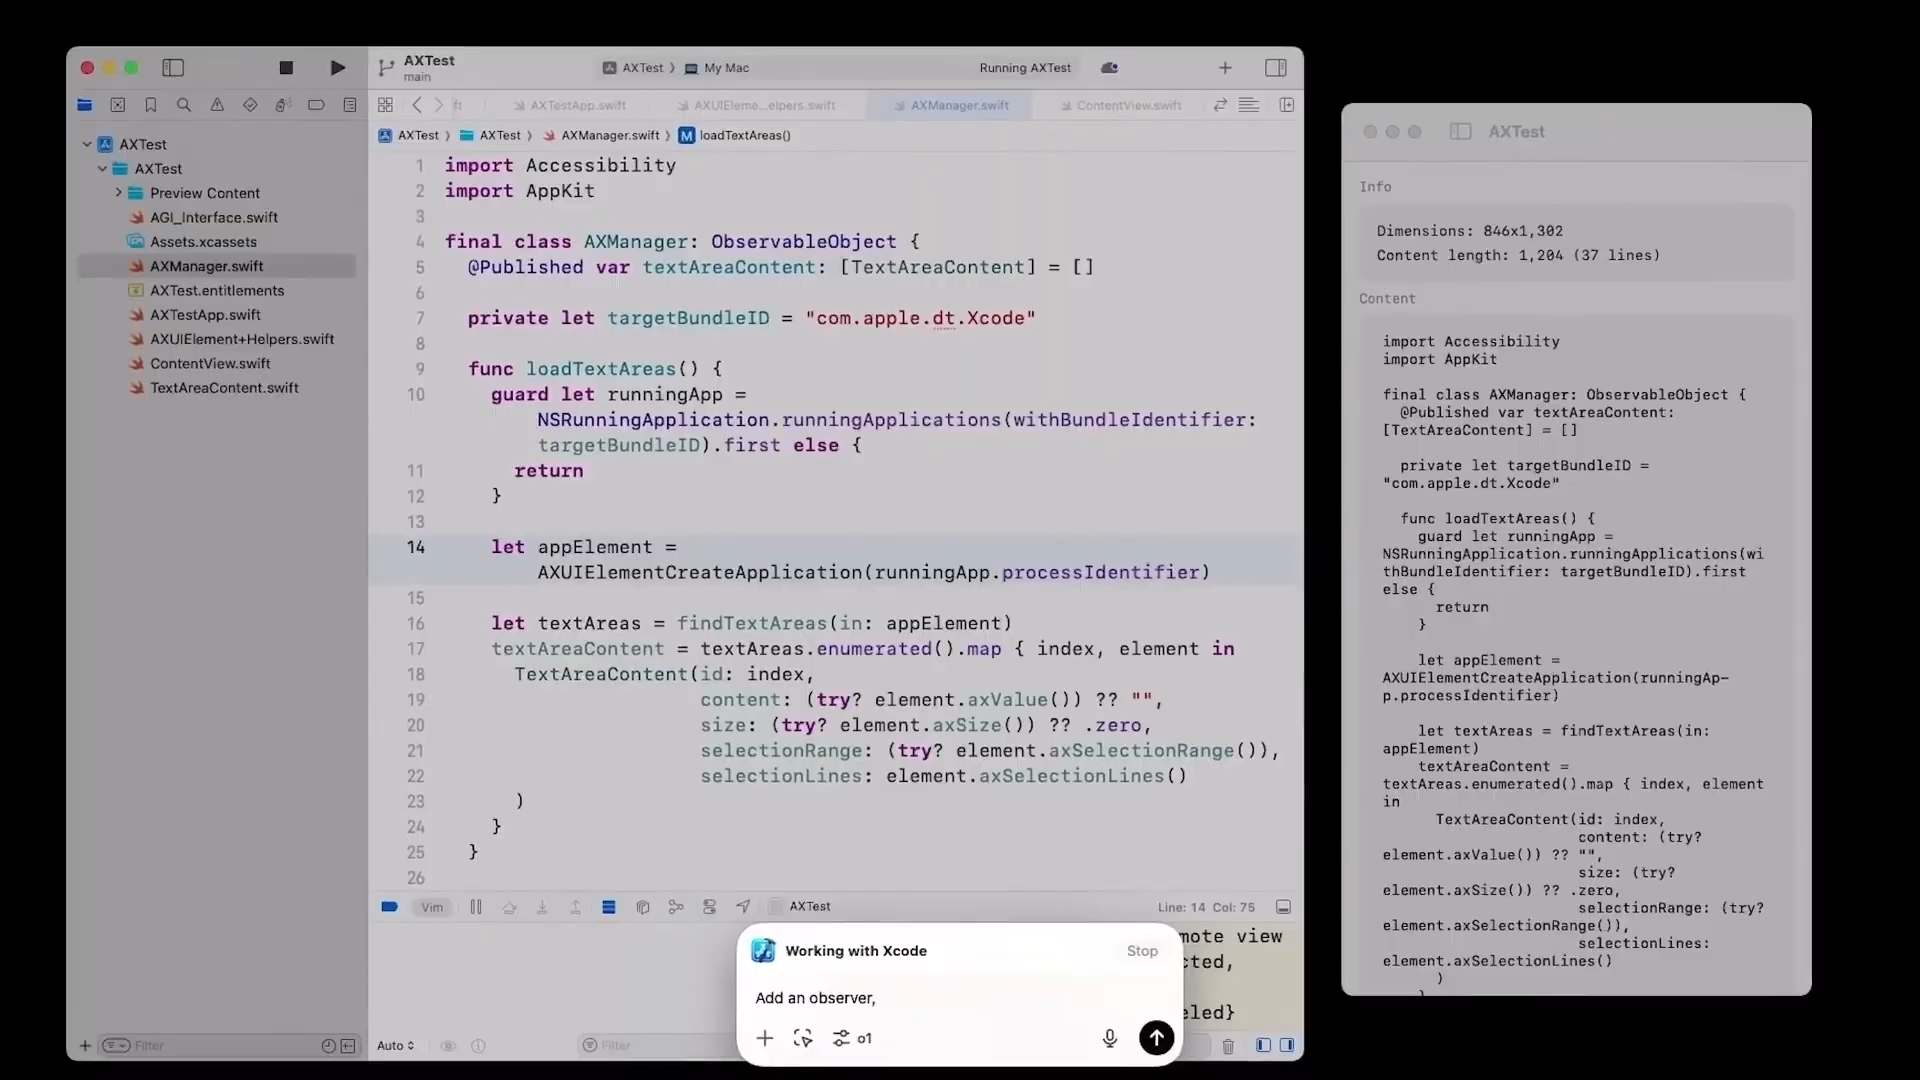 AXTest
main
AXTest
My Mac
Running AXTest
ft
AXTestApp.swift
AXUIEleme…elpers.swift
AXManager.swift
ContentView.swift
AXTest
AXTest
AXManager.swift
M
loadTextAreas()
AXTest
AXTest
Preview Content
AGI_Interface.swift
Assets.xcassets
AXManager.swift
AXTest.entitlements
AXTestApp.swift
AXUIElement+Helpers.swift
ContentView.swift
TextAreaContent.swift
Filter
1 import Accessibility
2 import AppKit
3
4 final class AXManager: ObservableObject {
5 @Published var textAreaContent: [TextAreaContent] = []
6
7 private let targetBundleID = "com.apple.dt.Xcode"
8
9 func loadTextAreas() {
10 guard let runningApp =
NSRunningApplication.runningApplications(withBundleIdentifier:
targetBundleID).first else {
11 return
12 }
13
14 let appElement =
AXUIElementCreateApplication(runningApp.processIdentifier)
15
16 let textAreas = findTextAreas(in: appElement)
17 textAreaContent = textAreas.enumerated().map { index, element in
18 TextAreaContent(id: index,
19 content: (try? element.axValue()) ?? "",
20 size: (try? element.axSize()) ?? .zero,
21 selectionRange: (try? element.axSelectionRange()),
22 selectionLines: element.axSelectionLines()
23 )
24 }
25 }
26
Vim
AXTest
Line: 14 Col: 75
mote view
cted,
eled}
Auto
Filter
Working with Xcode
Stop
Add an observer,
o1
AXTest
Info
Dimensions: 846x1,302
Content length: 1,204 (37 lines)
Content
import Accessibility
import AppKit
final class AXManager: ObservableObject {
@Published var textAreaContent:
[TextAreaContent] = []
private let targetBundleID =
"com.apple.dt.Xcode"
func loadTextAreas() {
guard let runningApp =
NSRunningApplication.runningApplications(wi
thBundleIdentifier: targetBundleID).first
else {
return
}
let appElement =
AXUIElementCreateApplication(runningAp-
p.processIdentifier)
let textAreas = findTextAreas(in:
appElement)
textAreaContent =
textAreas.enumerated().map { index, element
in
TextAreaContent(id: index,
content: (try?
element.axValue()) ?? "",
size: (try?
element.axSize()) ?? .zero,
selectionRange: (try?
element.axSelectionRange()),
selectionLines:
element.axSelectionLines()
)